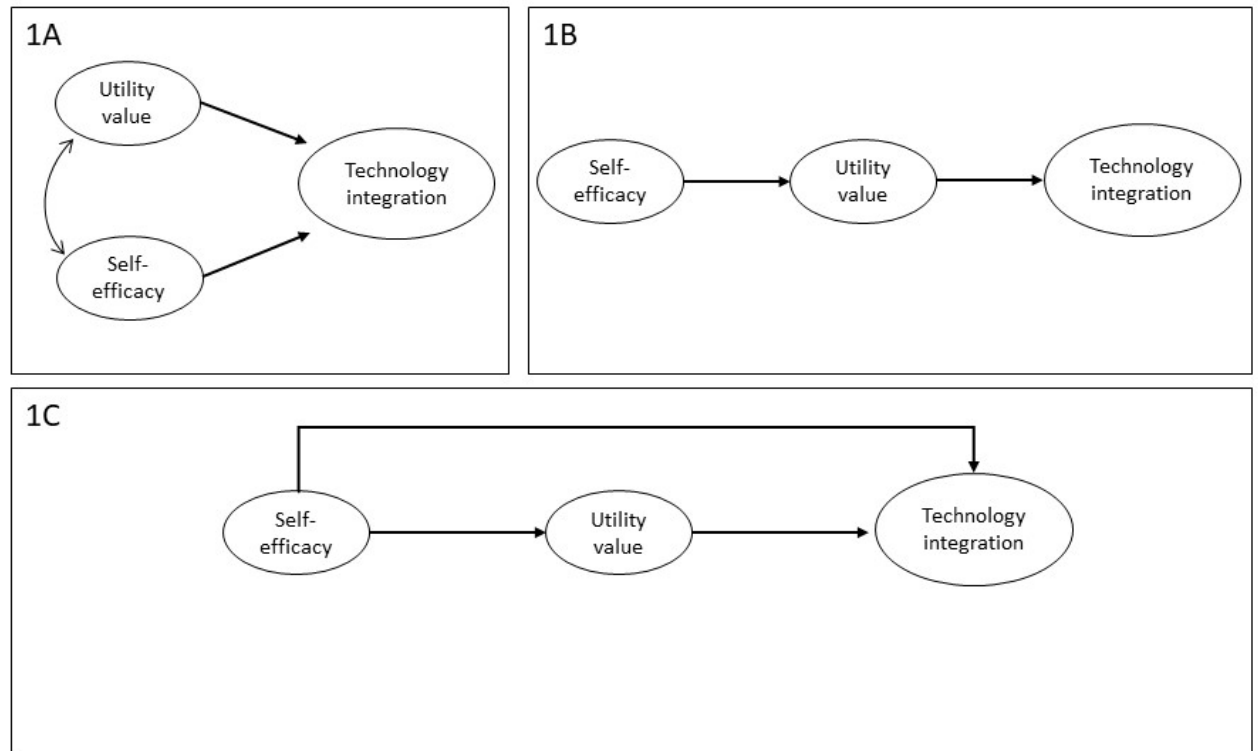 1A
Utility
value
Technology
integration
Self-
efficacy
1B
Self-
efficacy
Utility
value
Technology
integration
1C
Self-
efficacy
Utility
value
Technology
integration